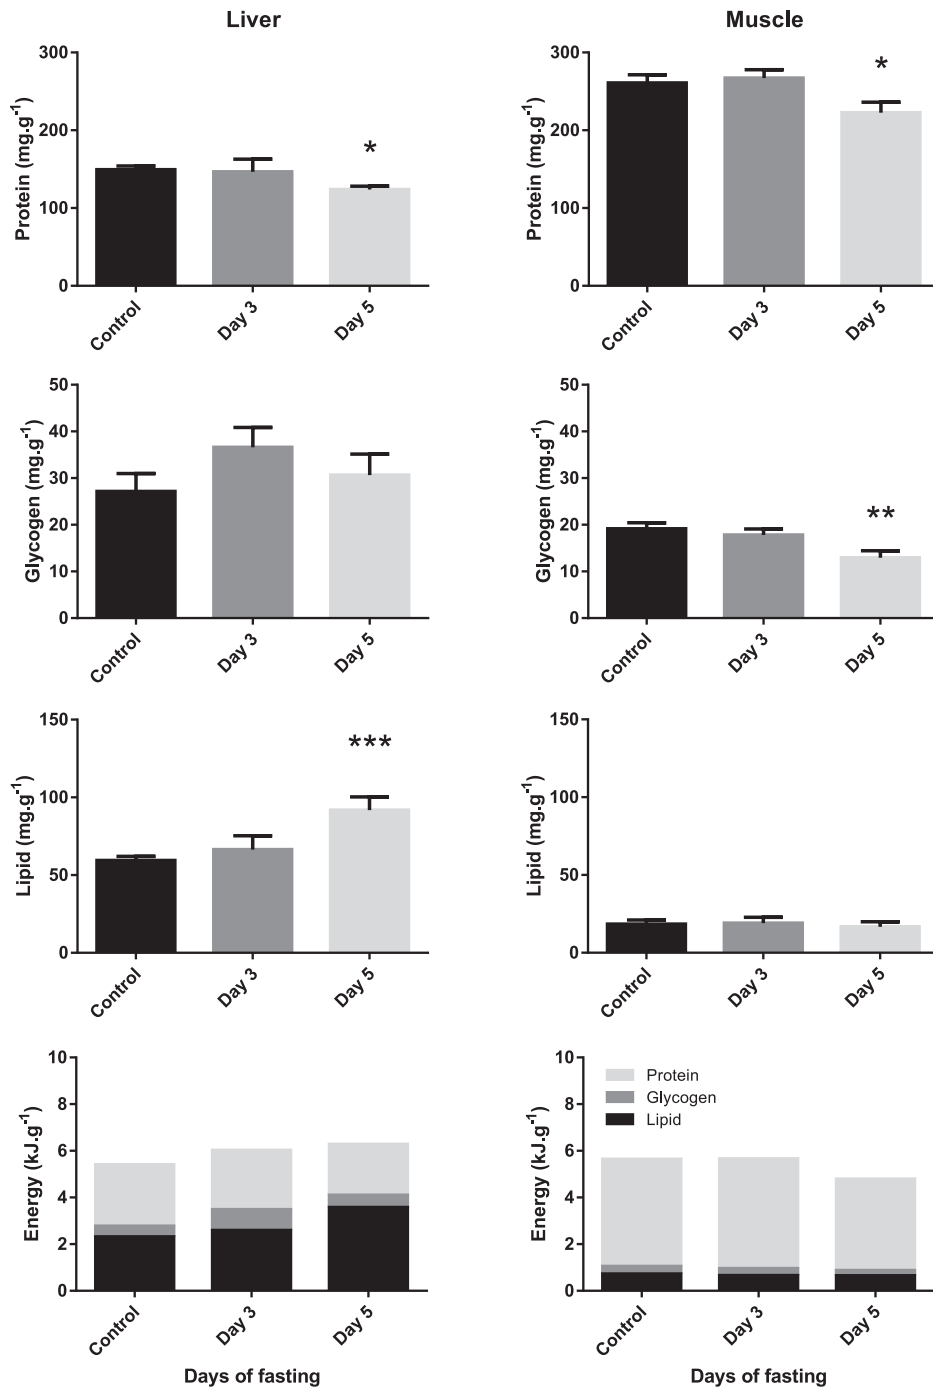 Liver
Muscle
300
200
100
0
Protein (mg.g-1)
*
Control
Day 3
Day 5
300
200
100
0
Protein (mg.g-1)
*
Control
Day 3
Day 5
50
40
30
20
10
0
Glycogen (mg.g-1)
Control
Day 3
Day 5
50
40
30
20
10
0
Glycogen (mg.g-1)
**
Control
Day 3
Day 5
150
100
50
0
Lipid (mg.g-1)
***
Control
Day 3
Day 5
150
100
50
0
Lipid (mg.g-1)
Control
Day 3
Day 5
10
8
6
4
2
0
Energy (kJ.g-1)
Control
Day 3
Day 5
Days of fasting
10
8
6
4
2
0
Energy (kJ.g-1)
Protein
Glycogen
Lipid
Control
Day 3
Day 5
Days of fasting